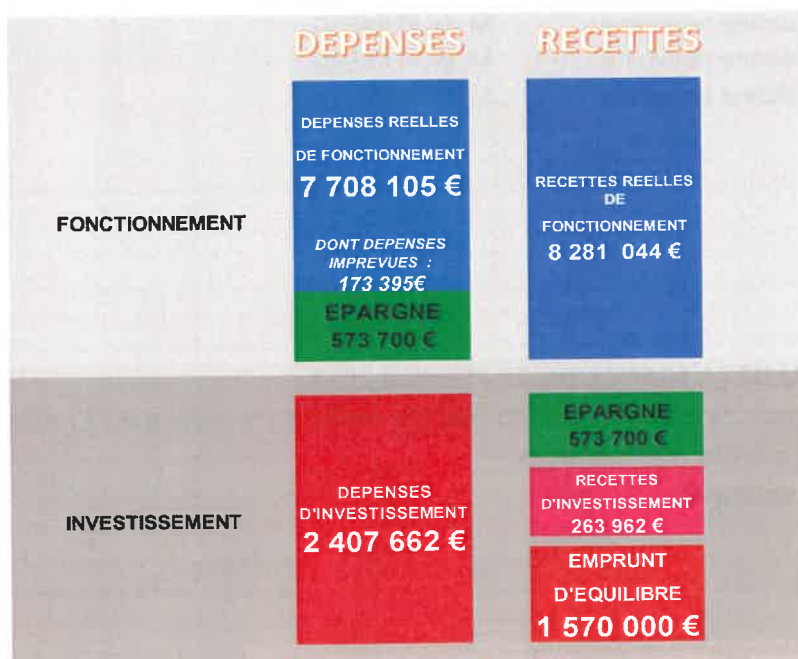 DEPENSES RECETTES
FONCTIONNEMENT
DEPENSES REELLES
DE FONCTIONNEMENT
7 708 105 €
DONT DEPENSES
IMPREVUES :
173 395€
EPARGNE
573 700 €
RECETTES REELLES
DE
FONCTIONNEMENT
8 281 044 €
INVESTISSEMENT
DEPENSES
D'INVESTISSEMENT
2 407 662 €
EPARGNE
573 700 €
RECETTES
D'INVESTISSEMENT
263 962 €
EMPRUNT
D'EQUILIBRE
1 570 000 €